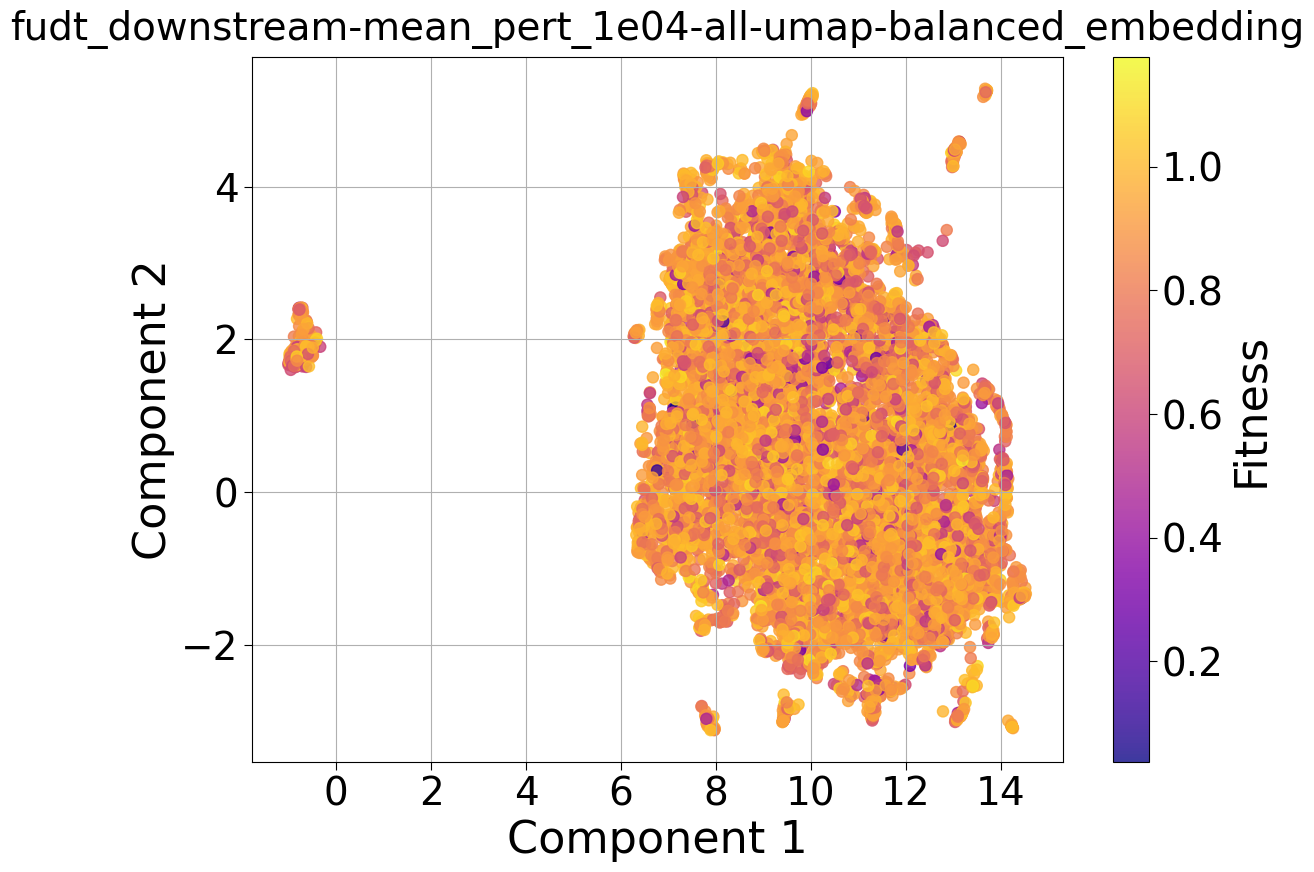 fudt_downstream-mean_pert_1e04-all-umap-balanced_embedding
Component 2
4
2
0
−2
0 2 4 6 8 10 12 14
Component 1
1.0
0.8
0.6
0.4
0.2
Fitness